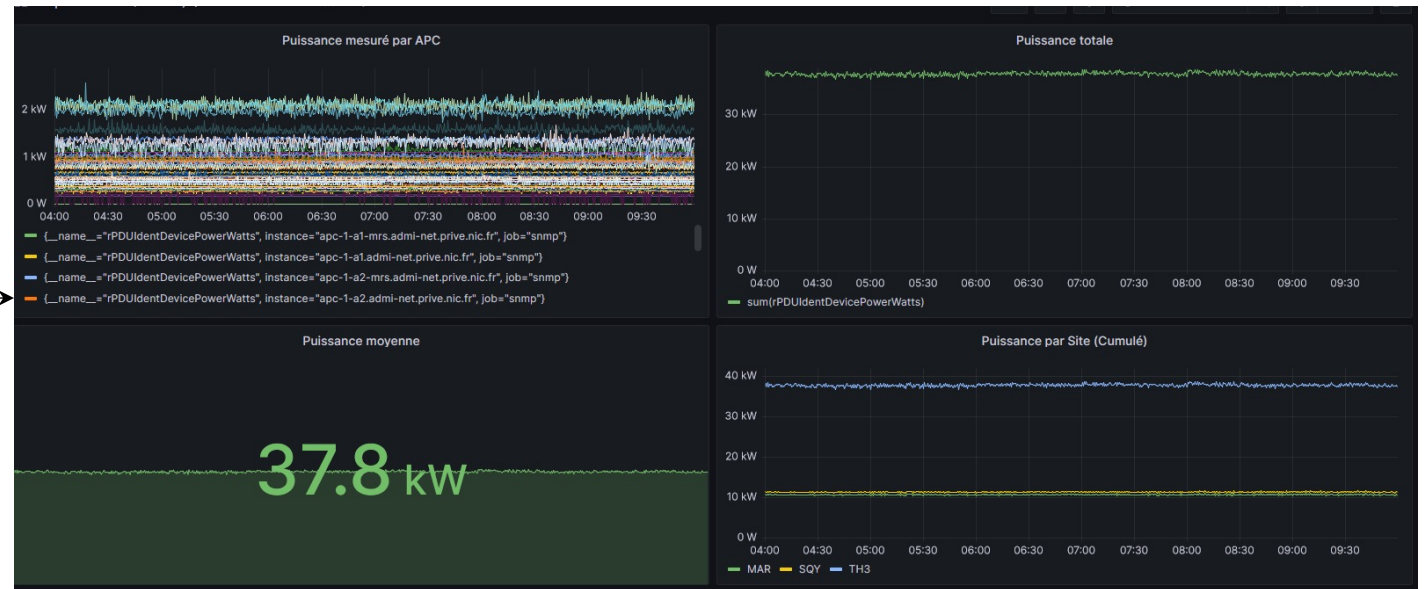 Puissance mesuré par APC
2 kW
1 kW
0 W
04:00 04:30 05:00 05:30 06:00 06:30 07:00 07:30 08:00 08:30 09:00 09:30
{__name__="rPDUIdentDevicePowerWatts", instance="apc-1-a1-mrs.admi-net.prive.nic.fr", job="snmp"}
{__name__="rPDUIdentDevicePowerWatts", instance="apc-1-a1.admi-net.prive.nic.fr", job="snmp"}
{__name__="rPDUIdentDevicePowerWatts", instance="apc-1-a2-mrs.admi-net.prive.nic.fr", job="snmp"}
{__name__="rPDUIdentDevicePowerWatts", instance="apc-1-a2.admi-net.prive.nic.fr", job="snmp"}
Puissance totale
30 kW
20 kW
10 kW
0 W
04:00 04:30 05:00 05:30 06:00 06:30 07:00 07:30 08:00 08:30 09:00 09:30
sum(rPDUIdentDevicePowerWatts)
Puissance moyenne
37.8 kW
Puissance par Site (Cumulé)
40 kW
30 kW
20 kW
10 kW
0 W
04:00 04:30 05:00 05:30 06:00 06:30 07:00 07:30 08:00 08:30 09:00 09:30
MAR SQY TH3